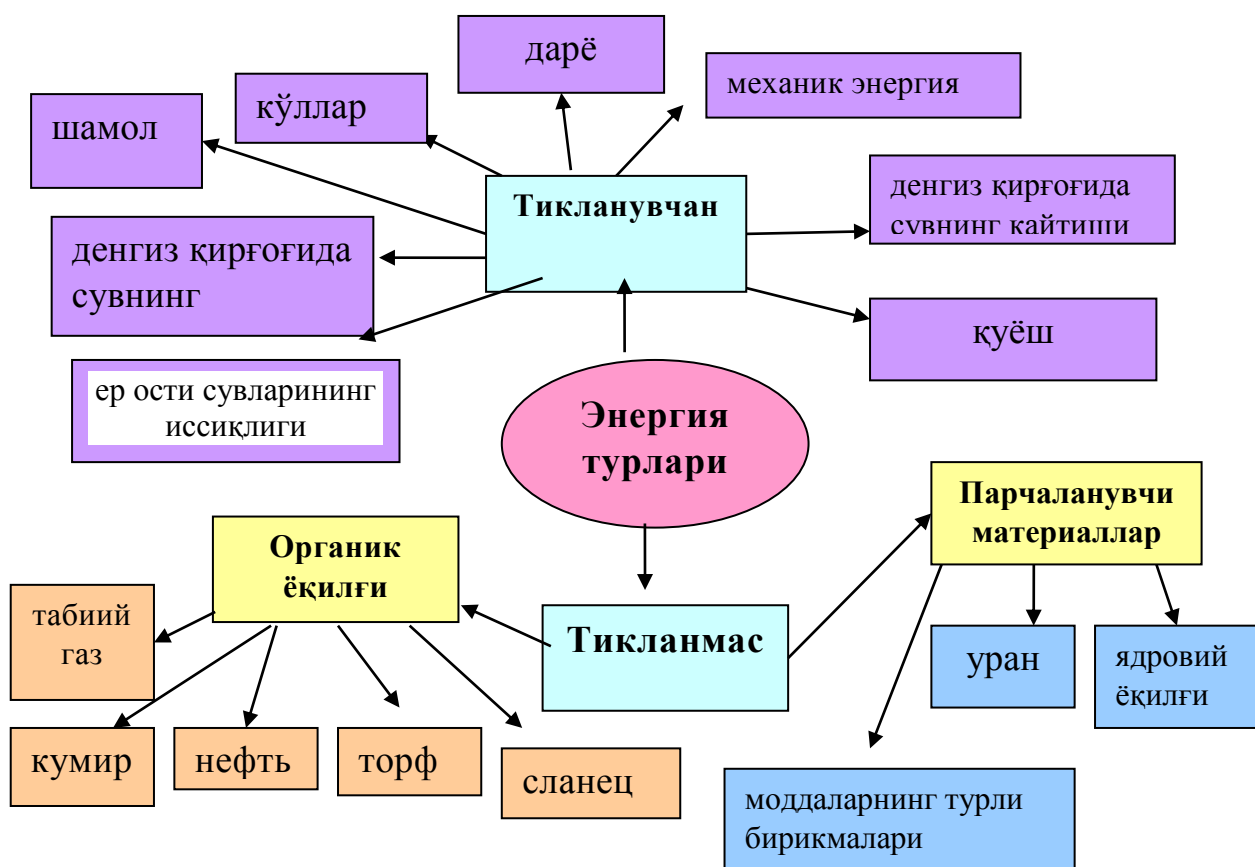 дарё
механик энергия
кўллар
шамол
Тикланувчан
денгиз қирғоғида
сувнинг қайтиши
денгиз қирғоғида
сувнинг
қуёш
ер ости сувларининг
иссиқлиги
Энергия
турлари
Парчаланувчи
материаллар
Органик
ёқилғи
табиий
газ
Тикланмас
уран
ядровий
ёқилғи
кумир
нефть
торф
сланец
моддаларнинг турли
бирикмалари